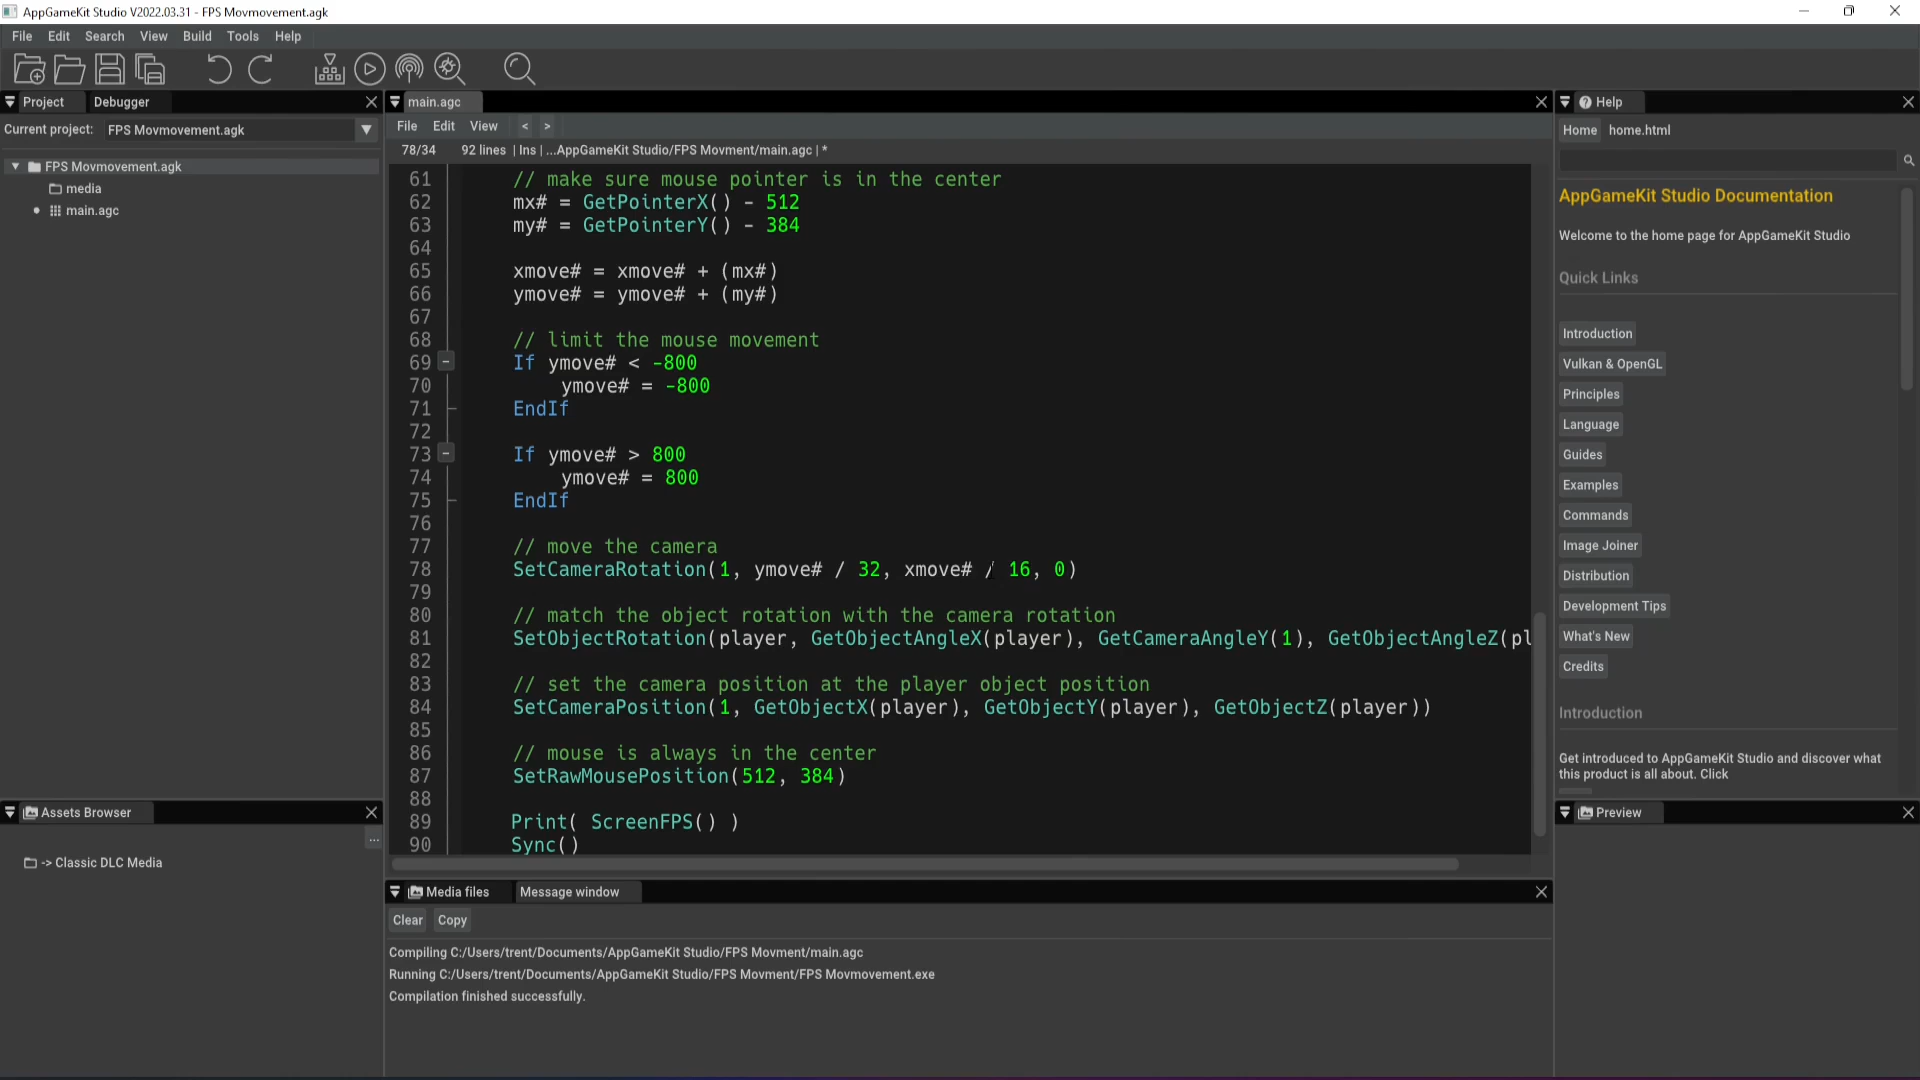 AppGameKit Studio V2022.03.31 - FPS Movmovement.agk
File Edit Search View Build Tools Help
Project Debugger
Current project: FPS Movmovement.agk
FPS Movmovement.agk
media
main.agc
Assets Browser
...
-> Classic DLC Media
main.agc
File Edit View < >
78/34 92 lines | Ins | ...AppGameKit Studio/FPS Movment/main.agc | *
61 // make sure mouse pointer is in the center
62 mx# = GetPointerX() - 512
63 my# = GetPointerY() - 384
64
65 xmove# = xmove# + (mx#)
66 ymove# = ymove# + (my#)
67
68 // limit the mouse movement
69 If ymove# < -800
70 ymove# = -800
71 EndIf
72
73 If ymove# > 800
74 ymove# = 800
75 EndIf
76
77 // move the camera
78 SetCameraRotation(1, ymove# / 32, xmove# / 16, 0)
79
80 // match the object rotation with the camera rotation
81 SetObjectRotation(player, GetObjectAngleX(player), GetCameraAngleY(1), GetObjectAngleZ(pl
82
83 // set the camera position at the player object position
84 SetCameraPosition(1, GetObjectX(player), GetObjectY(player), GetObjectZ(player))
85
86 // mouse is always in the center
87 SetRawMousePosition(512, 384)
88
89 Print( ScreenFPS() )
90 Sync()
Media files Message window
Clear Copy
Compiling C:/Users/trent/Documents/AppGameKit Studio/FPS Movment/main.agc
Running C:/Users/trent/Documents/AppGameKit Studio/FPS Movment/FPS Movmovement.exe
Compilation finished successfully.
Help
Home home.html
AppGameKit Studio Documentation
Welcome to the home page for AppGameKit Studio
Quick Links
Introduction
Vulkan & OpenGL
Principles
Language
Guides
Examples
Commands
Image Joiner
Distribution
Development Tips
What's New
Credits
Introduction
Get introduced to AppGameKit Studio and discover what
this product is all about. Click
Preview